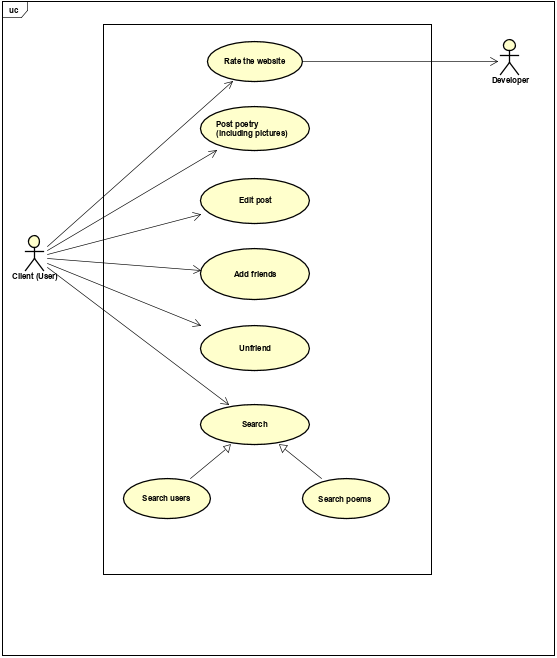 uc
Rate the website
Developer
Post poetry
(Including pictures)
Edit post
Client (User)
Add friends
Unfriend
Search
Search users
Search poems